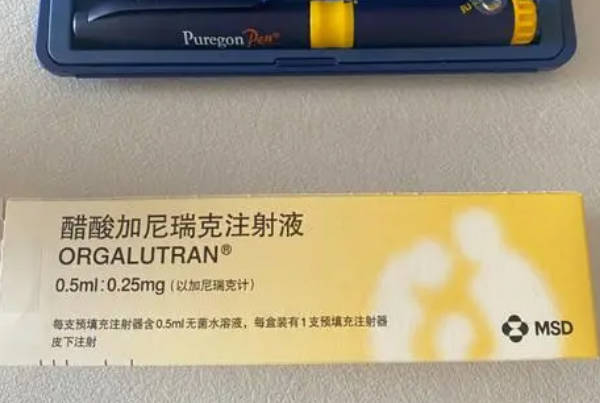 Puregon Pen®
醋酸加尼瑞克注射液
ORGALUTRAN®
0.5ml:0.25mg (以加尼瑞克计)
每支预填充注射器含0.5ml无菌水溶液,每盒装有1支预填充注射器
皮下注射
MSD